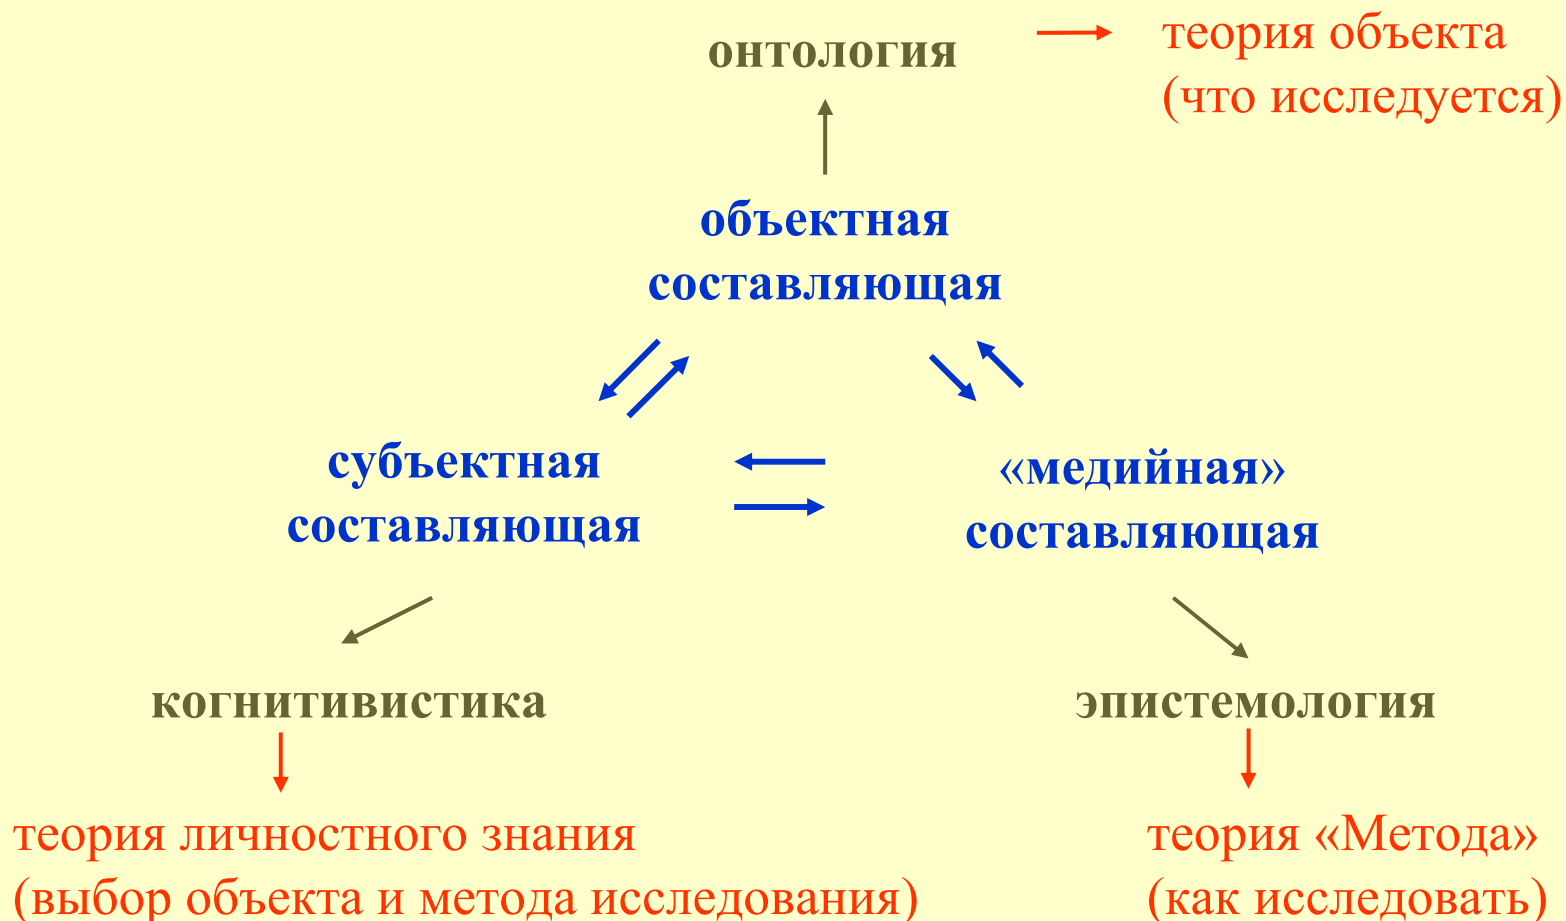 онтология
теория объекта
(что исследуется)
объектная
составляющая
субъектная
составляющая
«медийная»
составляющая
когнитивистика
эпистемология
теория личностного знания
(выбор объекта и метода исследования)
теория «Метода»
(как исследовать)